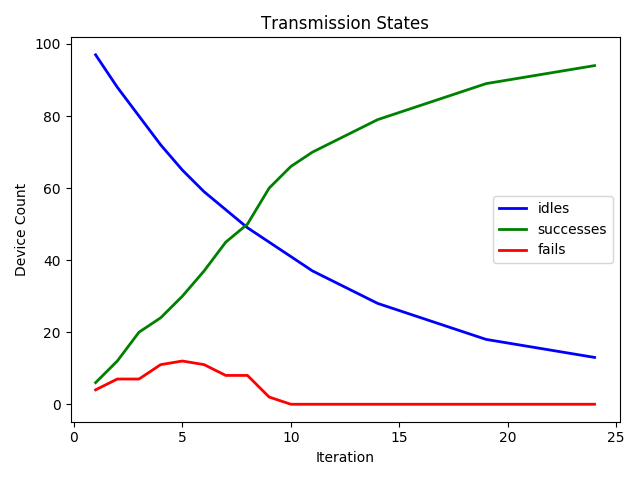 Transmission States
100
80
60
40
20
0
Device Count
idles
successes
fails
0 5 10 15 20 25
Iteration